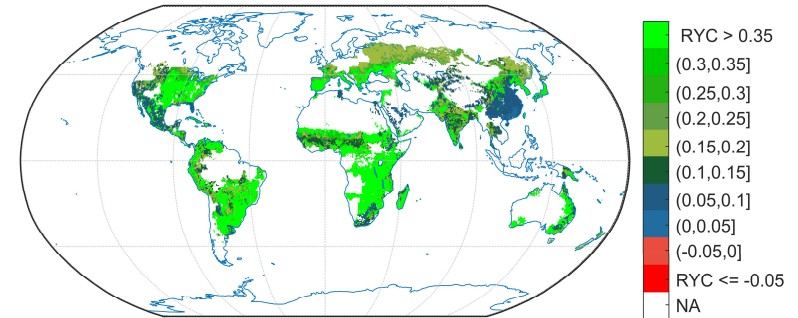 RYC > 0.35
(0.3,0.35]
(0.25,0.3]
(0.2,0.25]
(0.15,0.2]
(0.1,0.15]
(0.05,0.1]
(0,0.05]
(-0.05,0]
RYC <= -0.05
NA